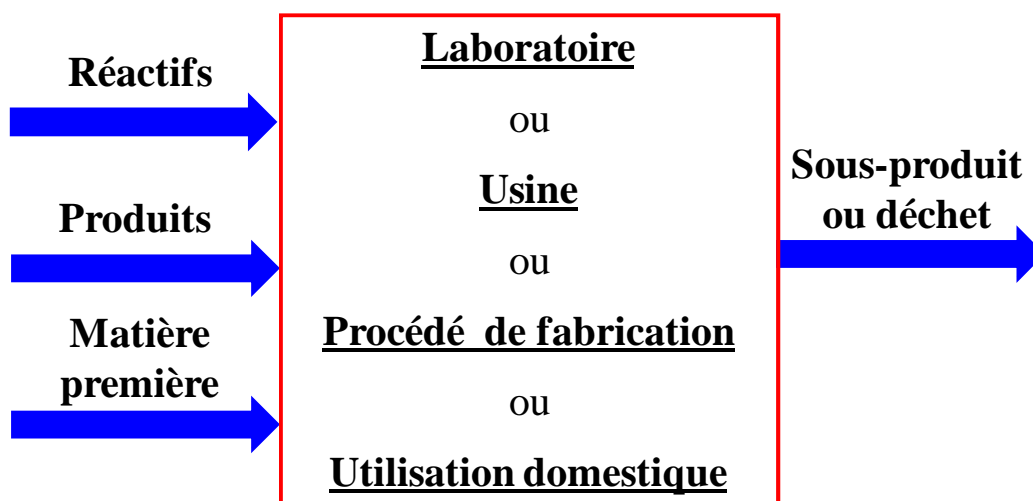 Réactifs
Produits
Matière
première
Laboratoire
ou
Usine
ou
Procédé de fabrication
ou
Utilisation domestique
Sous-produit
ou déchet